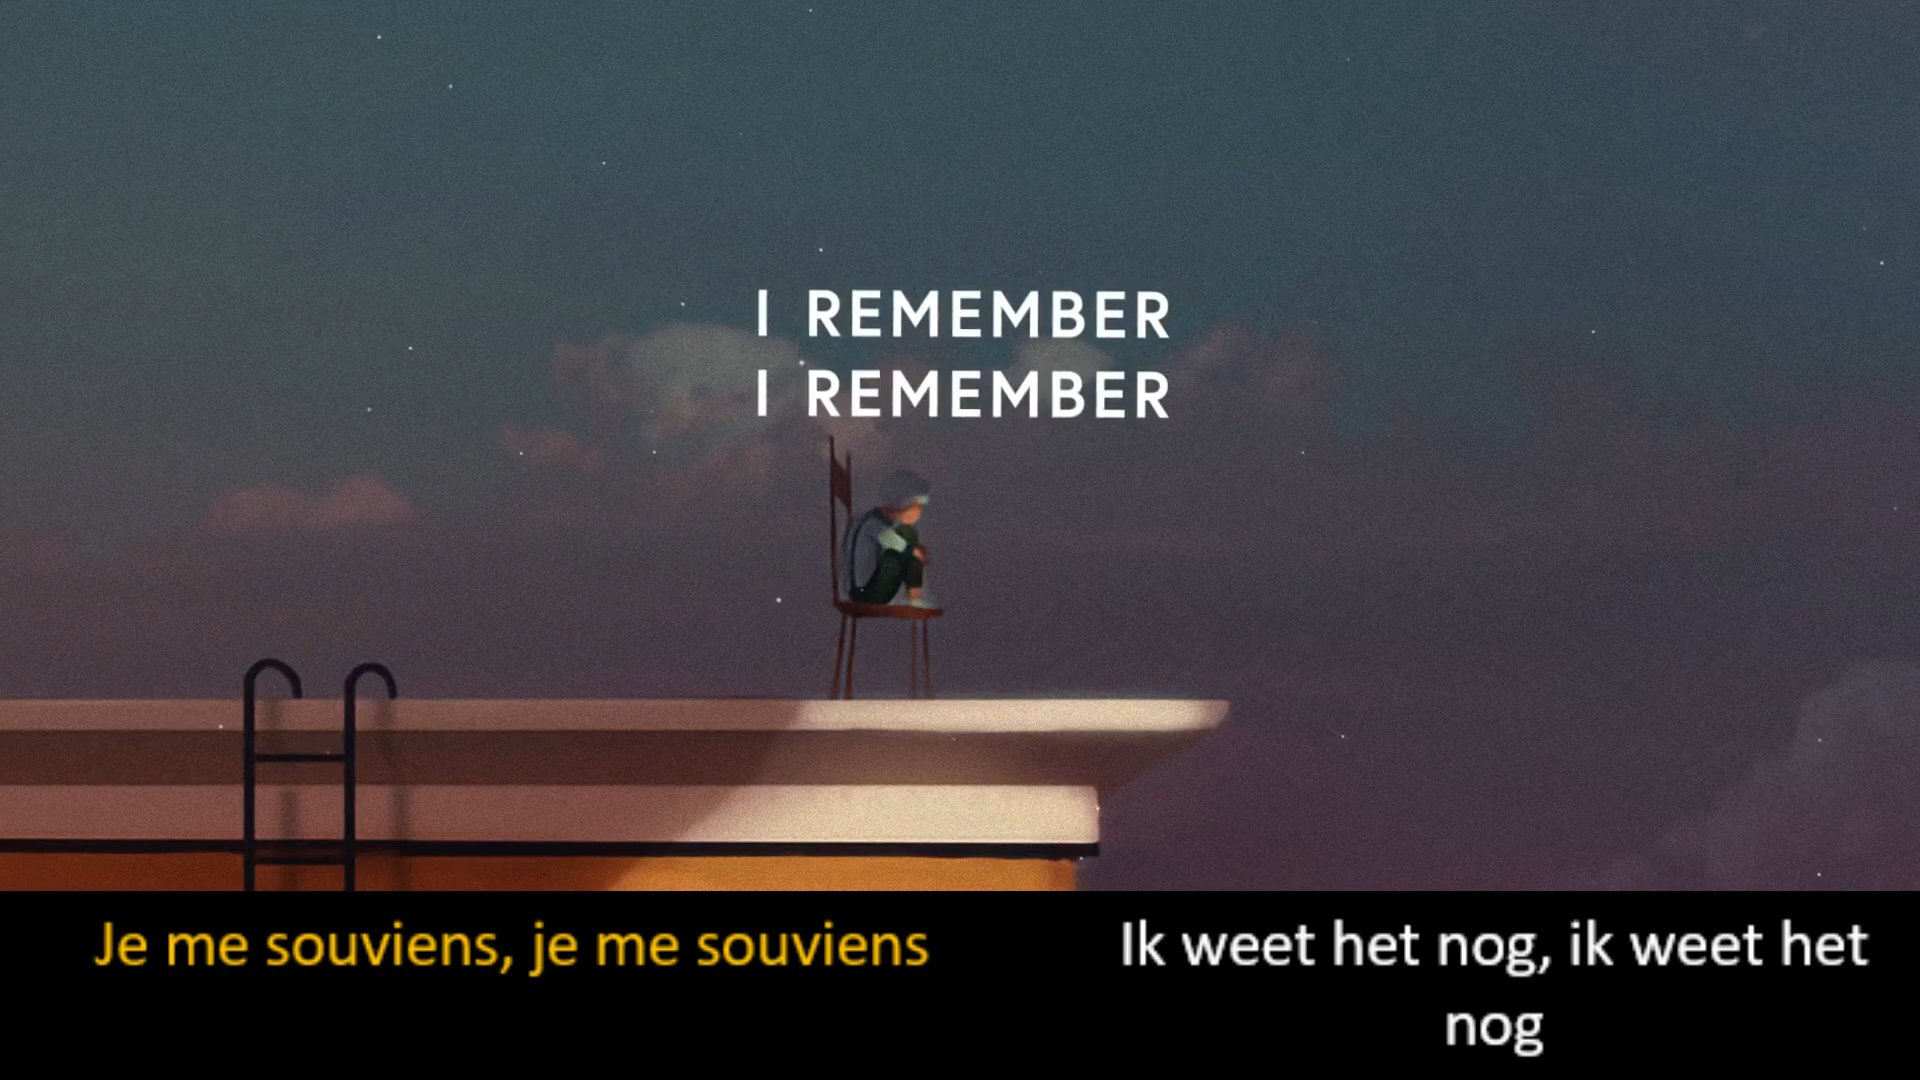 I REMEMBER
I REMEMBER
Je me souviens, je me souviens
Ik weet het nog, ik weet het
nog